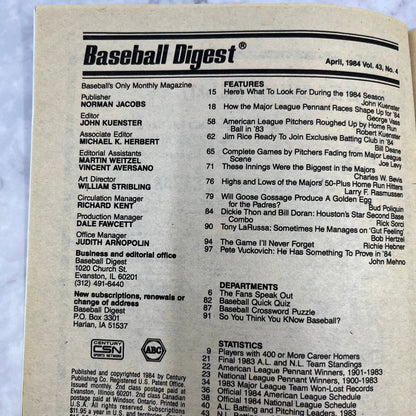 Baseball Digest®
April, 1984 Vol. 43, No. 4
Baseball's Only Monthly Magazine
Publisher
NORMAN JACOBS
Editor
JOHN KUENSTER
Associate Editor
MICHAEL K. HERBERT
Editorial Assistants
MARTIN WEITZEL
VINCENT AVERSANO
Art Director
WILLIAM STRIBLING
Circulation Manager
RICHARD KENT
Production Manager
DALE FAWCETT
Office Manager
JUDITH ARNOPOLIN
Business and editorial office
Baseball Digest
1020 Church St.
Evanston, IL 60201
(312) 491-6440
New subscriptions, renewals or
change of address
Baseball Digest
P.O. Box 3301
Harlan, IA 51537
CENTURY
CSN
SPORTS NETWORK
ABC
Published and copyrighted 1984 by Century
Publishing Co. Registered U.S. Patent Office.
Issued monthly. 2nd class postage paid at
Evanston, Illinois. Second class postage paid
at Windsor, Ontario. Printed in
U.S.A. Subscriptions
$11.95 a year in U.S. and
FEATURES
15 Here's What To Look For During the 1984 Season
John Kuenster
18 How the Major League Pennant Races Shape Up for '84
George Vass
58 American League Pitchers Roughed Up by Home Run
Ball in '83
Robert Kuenster
62 Jim Rice Ready To Join Exclusive Batting Club in '84
Bill Deane
65 Complete Games by Pitchers Fading from Major League
Scene
Joe Levy
71 These Innings Were the Biggest in the Majors
Charles W. Bevis
76 Highs and Lows of the Majors' 50-Plus Home Run Hitters
Larry F. Rasmussen
79 Will Goose Gossage Produce A Golden Egg
for the Padres?
Bud Poliquin
84 Dickie Thon and Bill Doran: Houston's Star Second Base
Combo
Rick Sorci
90 Tony LaRussa: Sometimes He Manages on 'Gut Feeling'
Bob Hertzel
94 The Game I'll Never Forget
Richie Hebner
97 Pete Vuckovich: He Has Something To Prove in '84
John Mehno
DEPARTMENTS
6 The Fans Speak Out
82 Baseball Quick Quiz
87 Baseball Crossword Puzzle
91 So You Think You KNow Baseball?
STATISTICS
9 Players with 400 or More Career Homers
21 Final 1983 A.L. and N.L. Team Standings
22 American League Pennant Winners, 1901-1983
23 National League Pennant Winners, 1900-1983
34 1983 Major League Team Won-Lost Records
36 Official 1984 American League Schedule
38 Official 1984 National League Schedule
40 A.L. Batting and Pitching Leaders, 1983
43